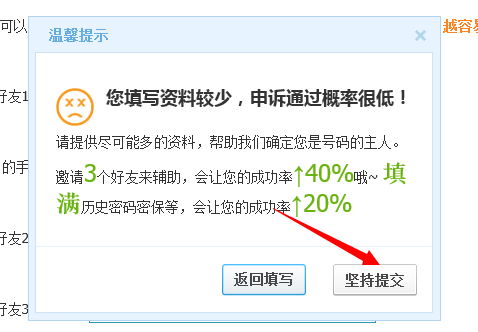 可以
温馨提示
越容易
您填写资料较少，申诉通过概率很低！
好友1
请提供尽可能多的资料，帮助我们确定您是号码的主人。
的手
邀请3个好友来辅助，会让您的成功率↑40%哦~ 填
满历史密码密保等，会让您的成功率↑20%
好友2
返回填写
坚持提交
好友3